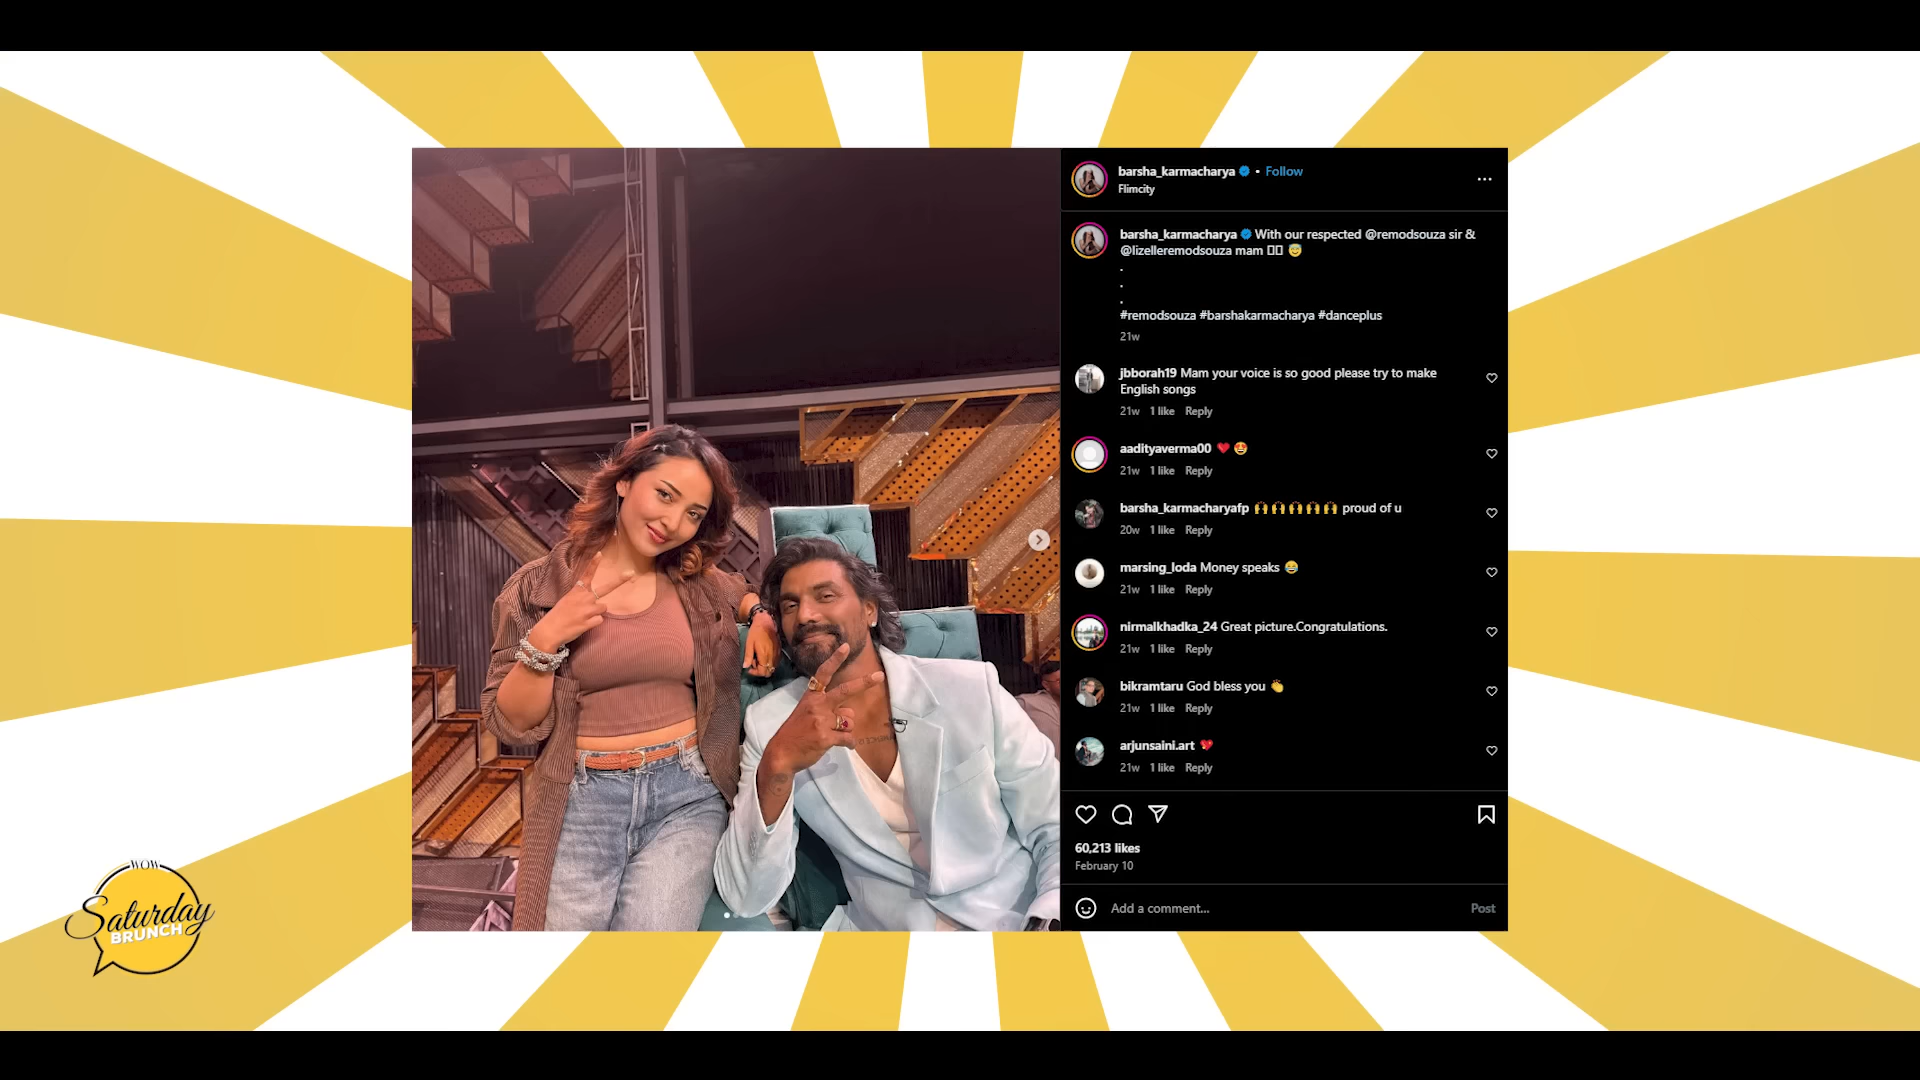 barsha_karmacharya • Follow
Flimcity
barsha_karmacharya With our respected @remodsouza sir &
@lizelleremodsouza mam 😇
.
.
.
#remodsouza #barshakarmacharya #danceplus
21w
jbborah19 Mam your voice is so good please try to make
English songs
21w 1 like Reply
aadityaverma00 ❤️ 😍
21w 1 like Reply
barsha_karmacharyafp 🙌🙌🙌🙌🙌 proud of u
20w 1 like Reply
marsing_loda Money speaks 😂
21w 1 like Reply
nirmalkhadka_24 Great picture.Congratulations.
21w 1 like Reply
bikramtaru God bless you 👏
21w 1 like Reply
arjunsaini.art 💖
21w 1 like Reply
60,213 likes
February 10
Add a comment... Post
WOW
Saturday
BRUNCH